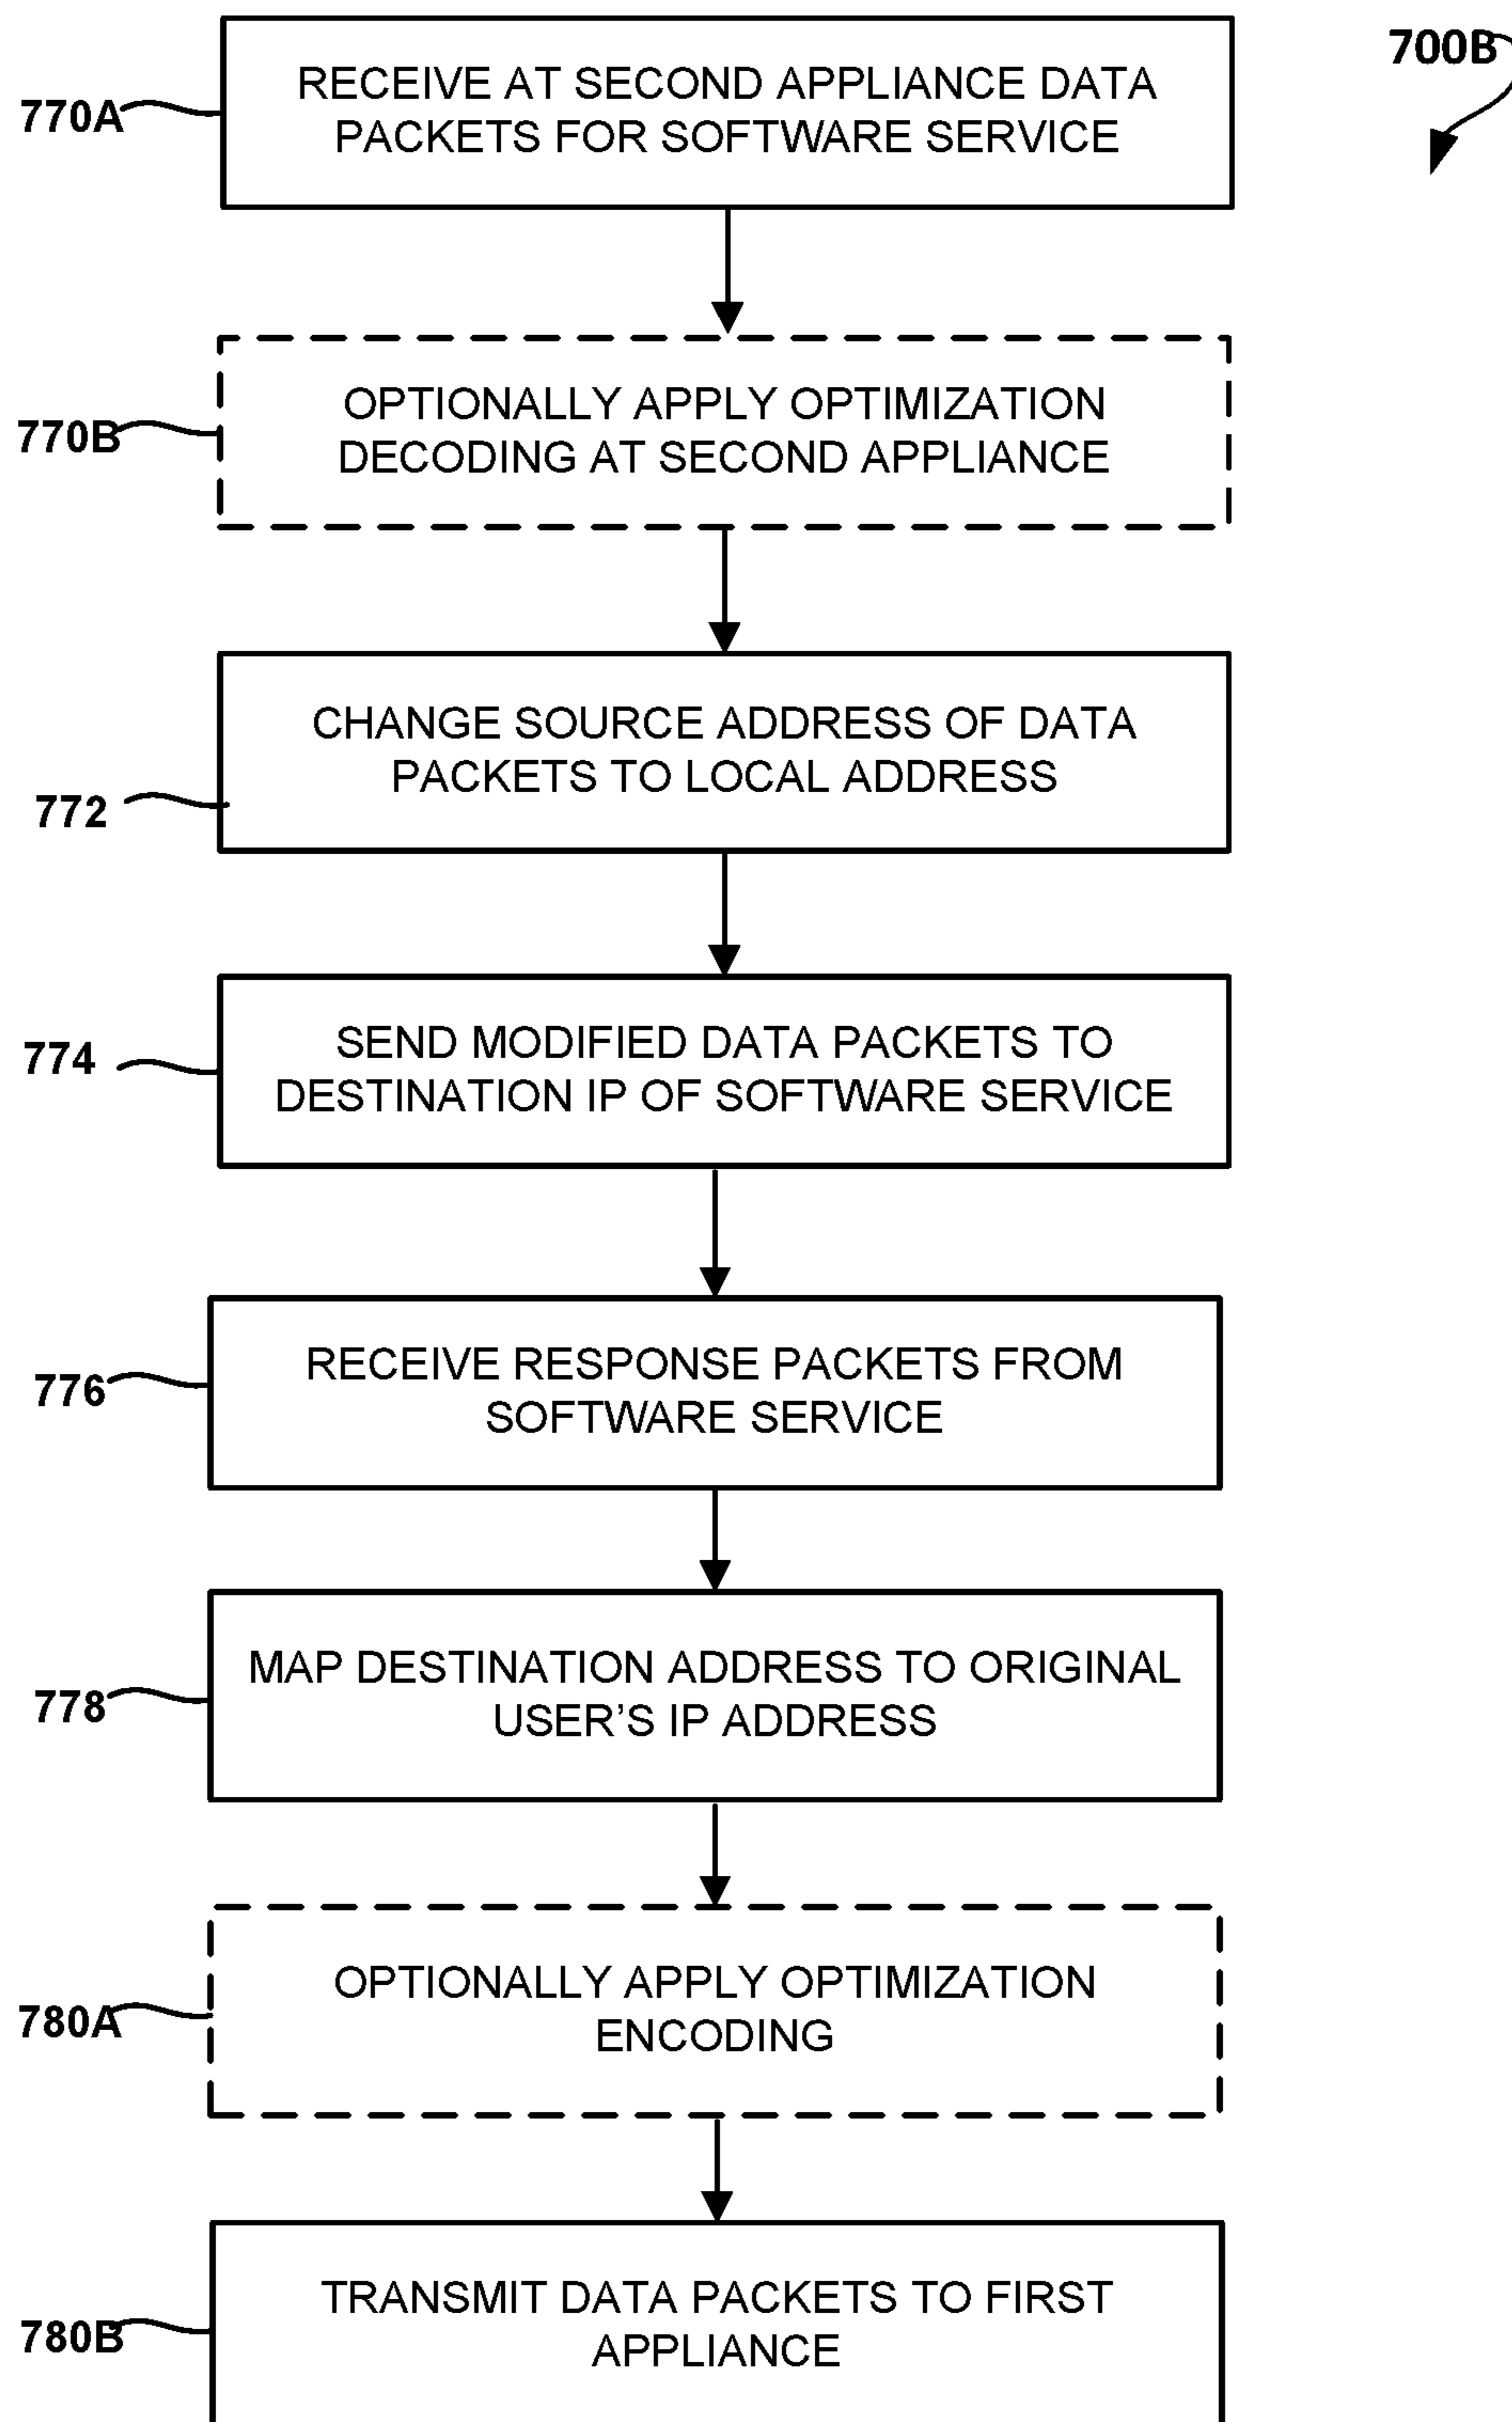 700B
770A
RECEIVE AT SECOND APPLIANCE DATA
PACKETS FOR SOFTWARE SERVICE
770B
OPTIONALLY APPLY OPTIMIZATION
DECODING AT SECOND APPLIANCE
772
CHANGE SOURCE ADDRESS OF DATA
PACKETS TO LOCAL ADDRESS
774
SEND MODIFIED DATA PACKETS TO
DESTINATION IP OF SOFTWARE SERVICE
776
RECEIVE RESPONSE PACKETS FROM
SOFTWARE SERVICE
778
MAP DESTINATION ADDRESS TO ORIGINAL
USER'S IP ADDRESS
780A
OPTIONALLY APPLY OPTIMIZATION
ENCODING
780B
TRANSMIT DATA PACKETS TO FIRST
APPLIANCE